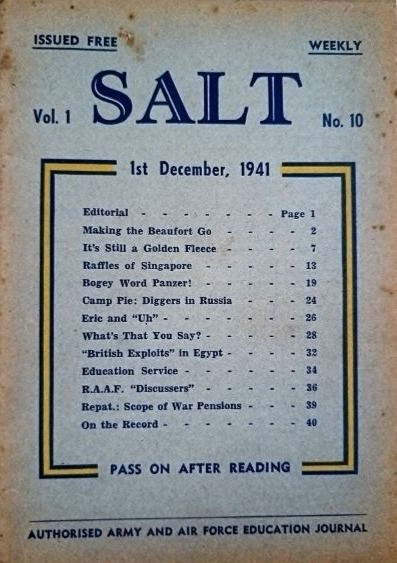 ISSUED FREE
WEEKLY
Vol. 1 SALT No. 10
1st December, 1941
Editorial - - - - - - - Page 1
Making the Beaufort Go - - - - 2
It's Still a Golden Fleece - - - - 7
Raffles of Singapore - - - - 13
Bogey Word Panzer! - - - - 19
Camp Pie: Diggers in Russia - - - 24
Eric and "Uh" - - - - - - 26
What's That You Say? - - - - - 28
"British Exploits" in Egypt - - - - 32
Education Service - - - - - 34
R.A.A.F. "Discussers" - - - - 36
Repat.: Scope of War Pensions - - - 39
On the Record - - - - - - 40
PASS ON AFTER READING
AUTHORISED ARMY AND AIR FORCE EDUCATION JOURNAL